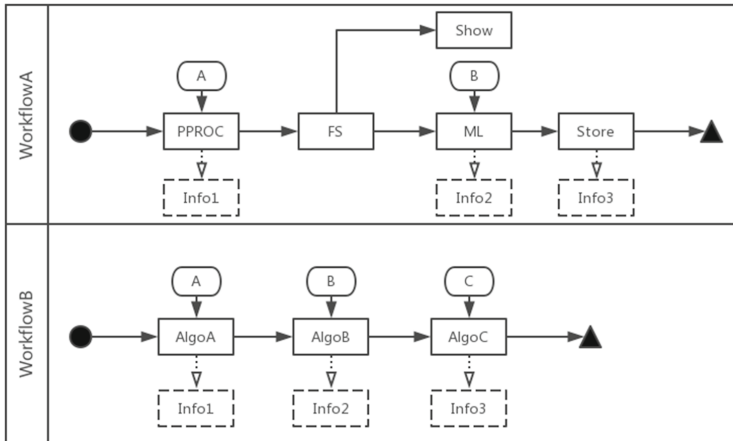 WorkflowA
Show
A
B
PPROC
FS
ML
Store
Info1
Info2
Info3
WorkflowB
A
B
C
AlgoA
AlgoB
AlgoC
Info1
Info2
Info3